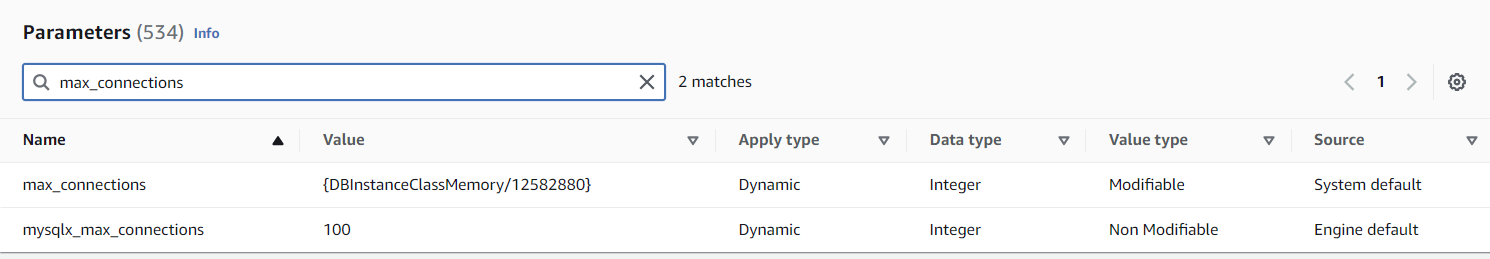 Parameters (534) Info
max_connections 2 matches 1
Name Value Apply type Data type Value type Source
max_connections {DBInstanceClassMemory/12582880} Dynamic Integer Modifiable System default
mysqlx_max_connections 100 Dynamic Integer Non Modifiable Engine default